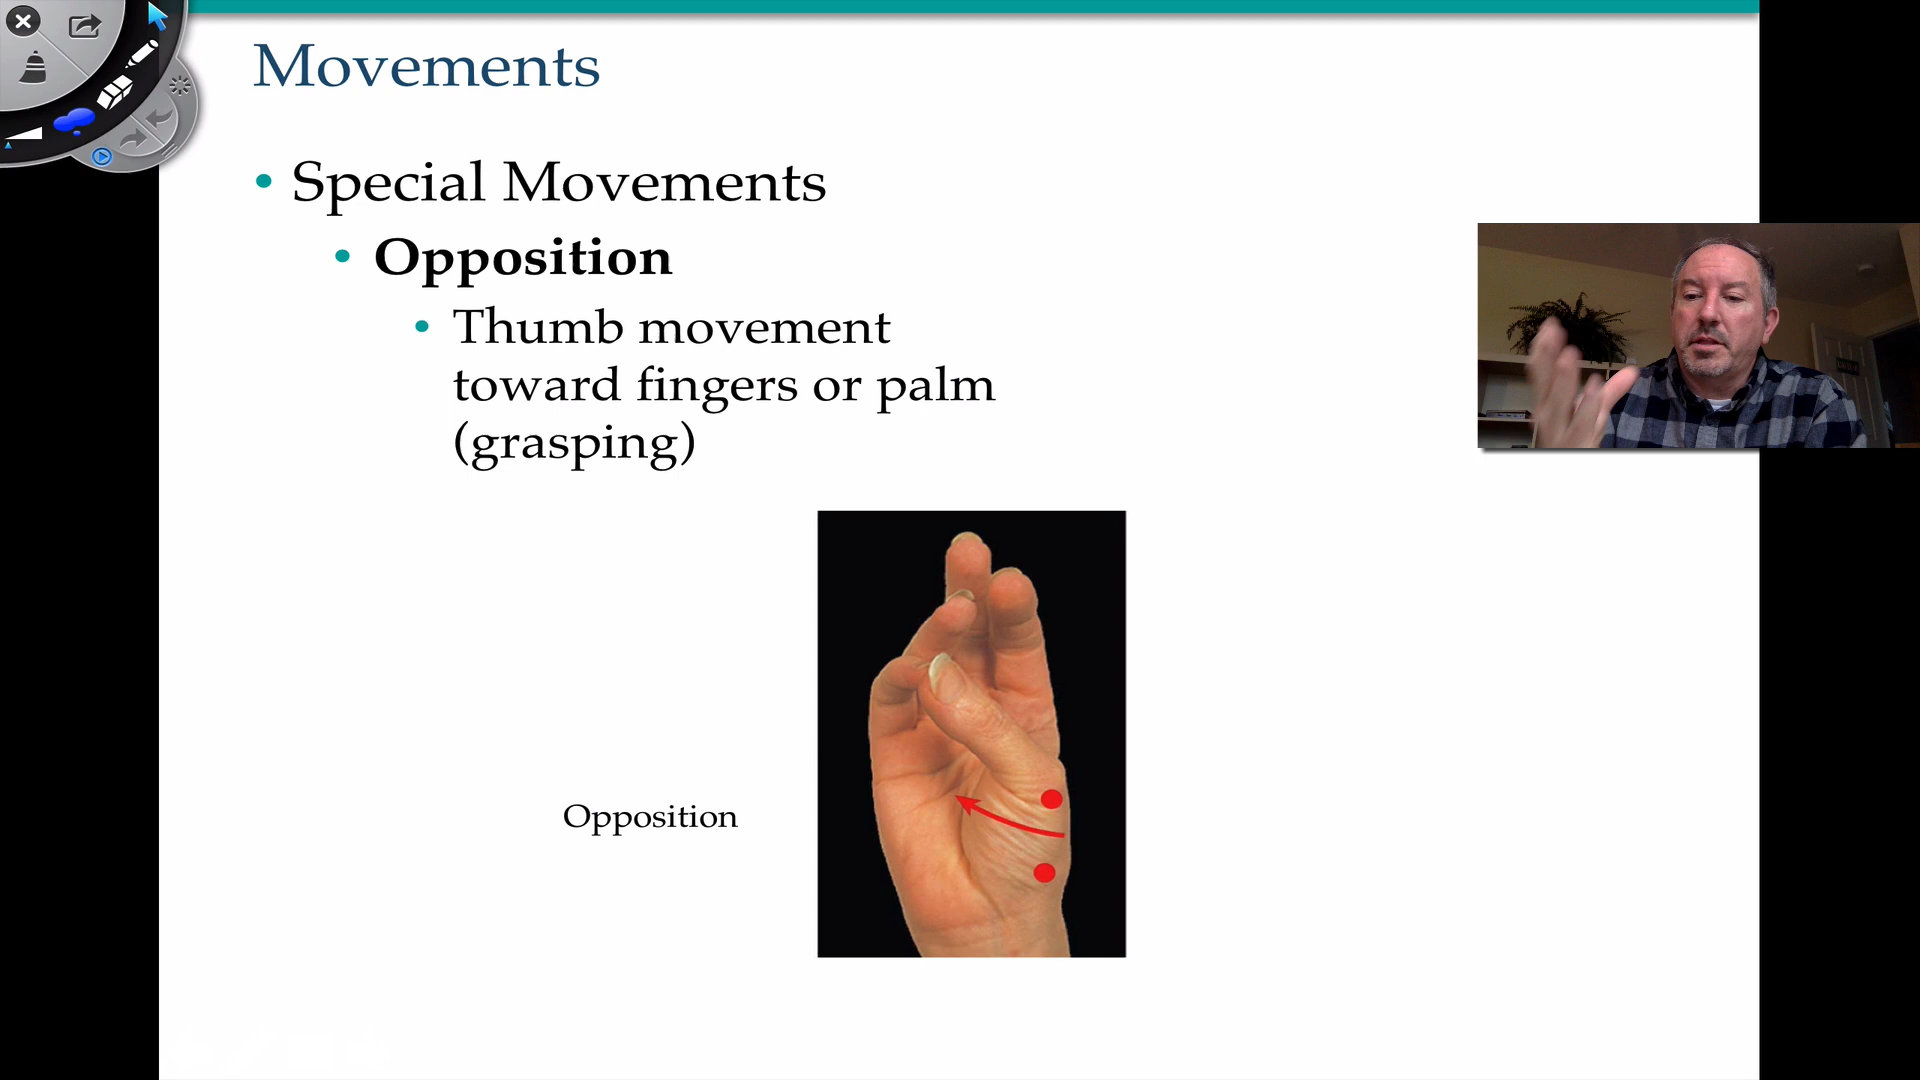 Movements
• Special Movements
• Opposition
• Thumb movement
toward fingers or palm
(grasping)
Opposition